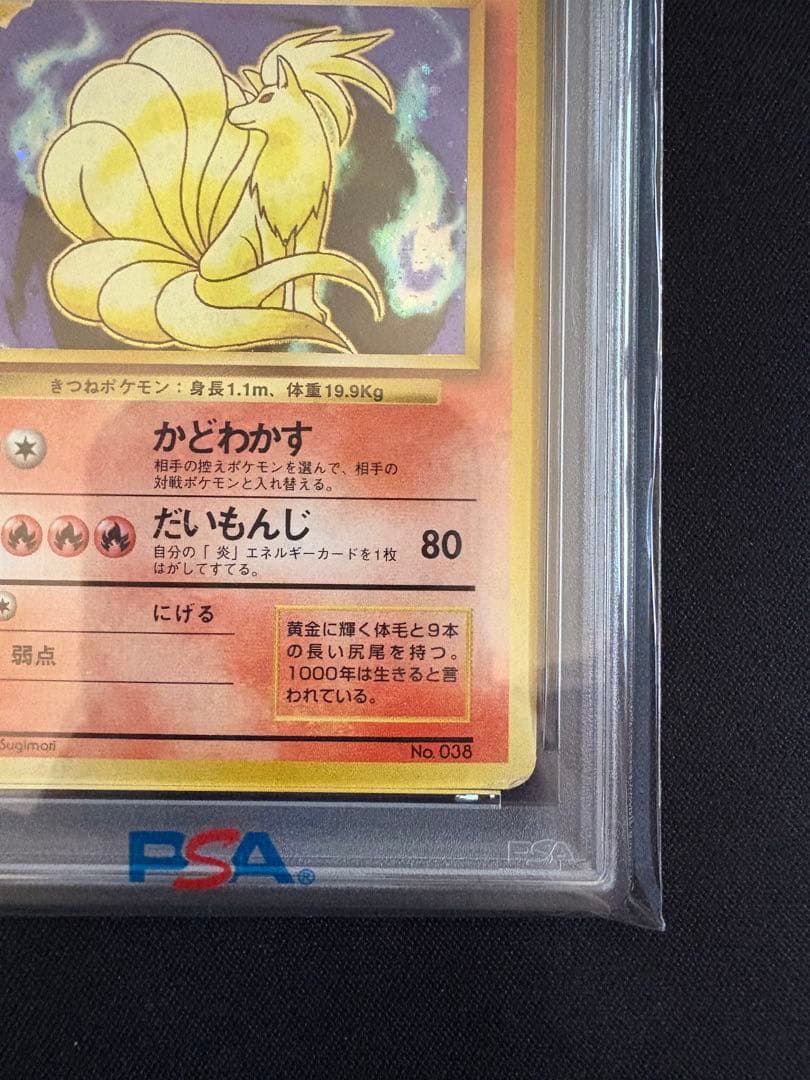 きつねポケモン：身長1.1m、体重19.9Kg
かどわかす
相手の控えポケモンを選んで、相手の
対戦ポケモンと入れ替える。
だいもんじ
80
自分の「 炎」エネルギーカードを1枚
はがしてすてる。
にげる
弱点
黄金に輝く体毛と9本
の長い尻尾を持つ。
1000年は生きると言
われている。
Sugimori
No. 038
PSA®
PSA